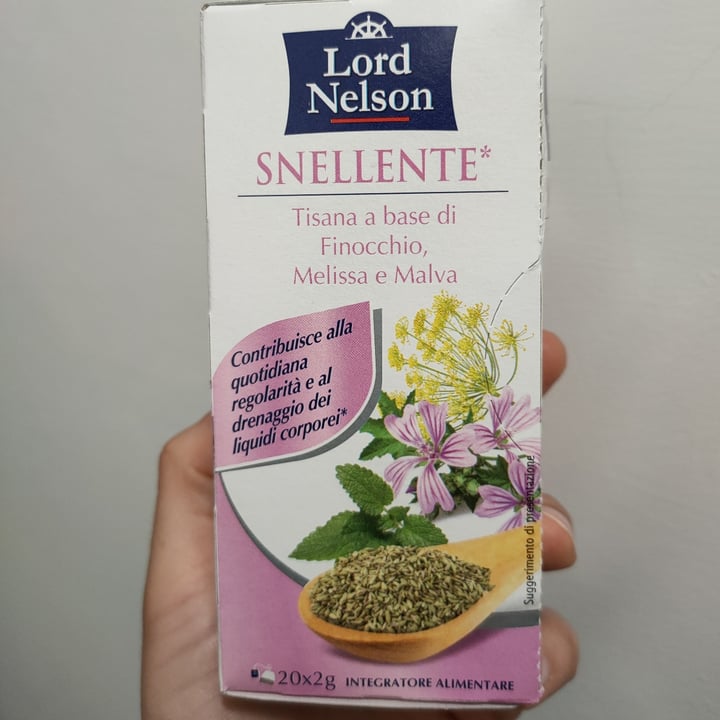 Lord
Nelson
SNELLENTE*
Tisana a base di
Finocchio,
Melissa e Malva
Contribuisce alla
quotidiana
regolarità e al
drenaggio dei
liquidi corporei*
Suggerimento di presentazione
20x2g INTEGRATORE ALIMENTARE